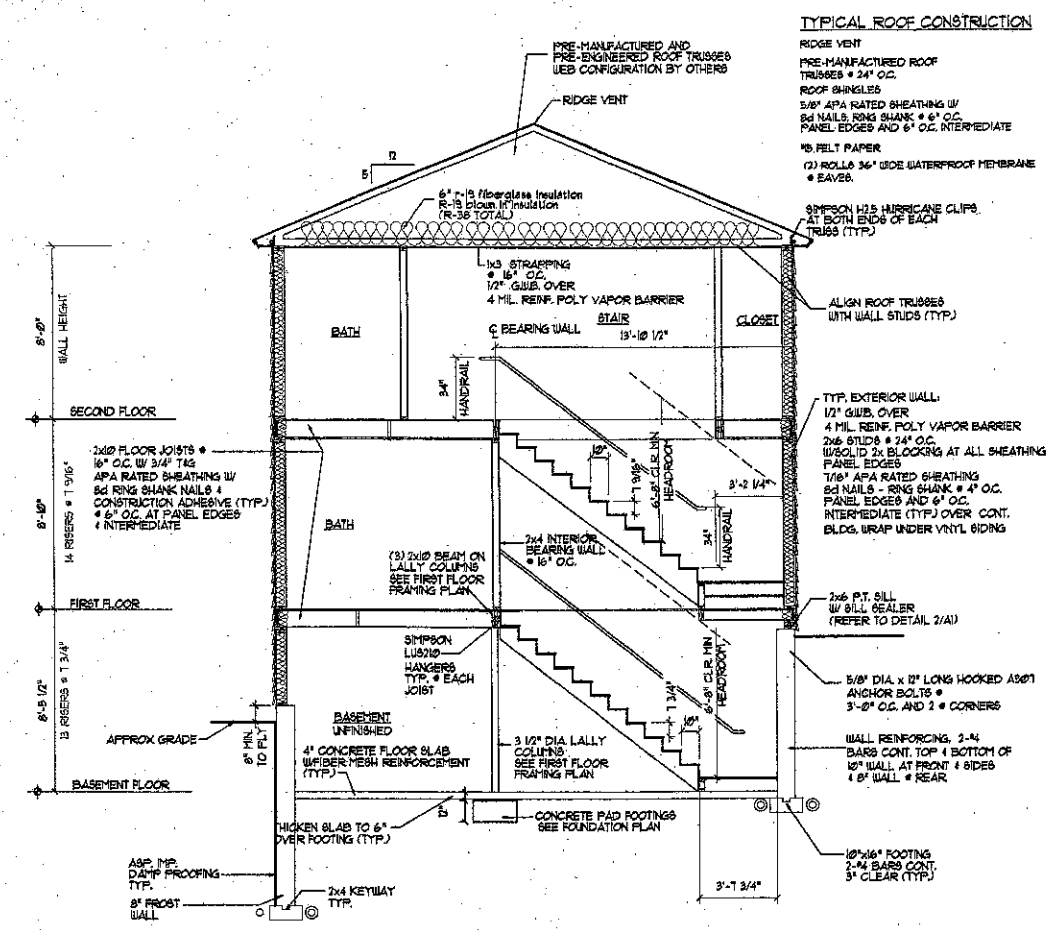 TYPICAL ROOF CONSTRUCTION
RIDGE VENT
PRE-MANUFACTURED ROOF
TRUSSES @ 24" O.C.
ROOF SHINGLES
5/8" APA RATED SHEATHING W/
8d NAILS, RING SHANK @ 6" O.C.
PANEL EDGES AND 6" O.C. INTERMEDIATE
#15 FELT PAPER
(2) ROLLS 36" WIDE WATERPROOF MEMBRANE
@ EAVES.
SIMPSON H2.5 HURRICANE CLIPS
AT BOTH ENDS OF EACH
TRUSS (TYP.)
PRE-MANUFACTURED AND
PRE-ENGINEERED ROOF TRUSSES
WEB CONFIGURATION BY OTHERS
RIDGE VENT
12
5
6" r-19 fiberglass insulation
R-19 blown in insulation
(R-38 TOTAL)
1x3 STRAPPING
@ 16" O.C.
1/2" G.W.B. OVER
4 MIL. REINF. POLY VAPOR BARRIER
ALIGN ROOF TRUSSES
WITH WALL STUDS (TYP.)
8'-0"
WALL HEIGHT
BATH
STAIR
CLOSET
℄ BEARING WALL
13'-10 1/2"
34"
HANDRAIL
SECOND FLOOR
TYP. EXTERIOR WALL:
1/2" G.W.B. OVER
4 MIL. REINF. POLY VAPOR BARRIER
2x6 STUDS @ 24" O.C.
W/SOLID 2x BLOCKING AT ALL SHEATHING
PANEL EDGES
7/16" APA RATED SHEATHING
8d NAILS - RING SHANK @ 4" O.C.
PANEL EDGES AND 6" O.C.
INTERMEDIATE (TYP.) OVER CONT.
BLDG. WRAP UNDER VINYL SIDING
2x10 FLOOR JOISTS @
16" O.C. W/ 3/4" T&G
APA RATED SHEATHING W/
8d RING SHANK NAILS &
CONSTRUCTION ADHESIVE (TYP.)
@ 6" O.C. AT PANEL EDGES
& INTERMEDIATE
8'-10"
14 RISERS @ 7 9/16"
BATH
10"
7 9/16"
6'-8" CLR. MIN
HEADROOM
3'-2 1/4"
34"
HANDRAIL
2x4 INTERIOR
BEARING WALL
@ 16" O.C.
(3) 2x10 BEAM ON
LALLY COLUMNS
SEE FIRST FLOOR
FRAMING PLAN
FIRST FLOOR
2x6 P.T. SILL
W/ SILL SEALER
(REFER TO DETAIL 2/A1)
SIMPSON
LUS210
HANGERS
TYP. @ EACH
JOIST
8'-5 1/2"
13 RISERS @ 7 3/4"
6'-8" CLR. MIN
HEADROOM
7 3/4"
10"
5/8" DIA. x 12" LONG HOOKED A307
ANCHOR BOLTS @
3'-0" O.C. AND 2 @ CORNERS
APPROX GRADE
8" MIN.
TO PLY
BASEMENT
UNFINISHED
4" CONCRETE FLOOR SLAB
W/FIBER MESH REINFORCEMENT
(TYP.)
3 1/2" DIA. LALLY
COLUMNS
SEE FIRST FLOOR
FRAMING PLAN
WALL REINFORCING, 2-#4
BARS CONT. TOP & BOTTOM OF
10" WALL AT FRONT & SIDES
& 8" WALL @ REAR
BASEMENT FLOOR
THICKEN SLAB TO 6"
OVER FOOTING (TYP.)
12"
CONCRETE PAD FOOTINGS
SEE FOUNDATION PLAN
10"x16" FOOTING
2-#4 BARS CONT.
3" CLEAR (TYP.)
ASP. IMP.
DAMP PROOFING
TYP.
8" FROST
WALL
2x4 KEYWAY
TYP.
3'-7 3/4"